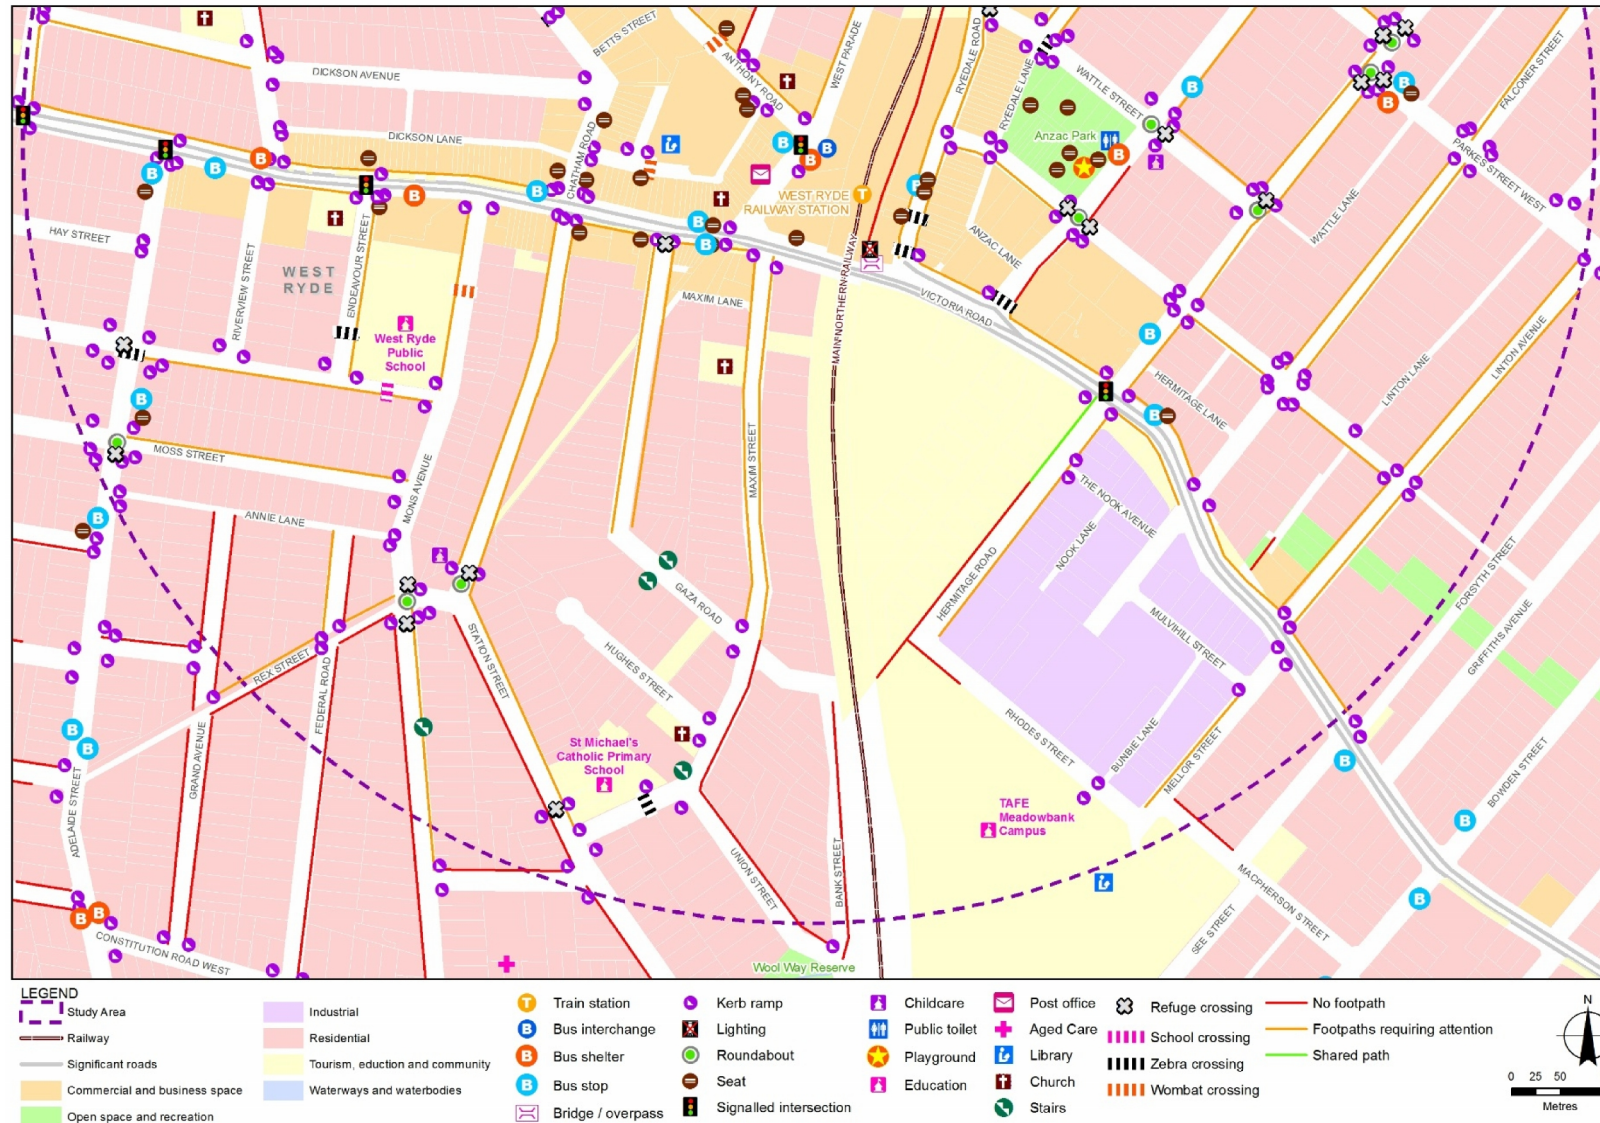 BETTS STREET
ANTHONY ROAD
WEST PARADE
RYEDALE ROAD
RYEDALE LANE
WATTLE STREET
FALCONER STREET
DICKSON AVENUE
DICKSON LANE
CHATHAM ROAD
Anzac Park
PARKES STREET WEST
WATTLE LANE
WEST RYDE
RAILWAY STATION
HAY STREET
RIVERVIEW STREET
WEST
RYDE
ENDEAVOUR STREET
ANZAC LANE
MAIN NORTHERN RAILWAY
VICTORIA ROAD
MAXIM LANE
West Ryde
Public
School
LINTON AVENUE
LINTON LANE
HERMITAGE LANE
MOSS STREET
MONS AVENUE
MAXIM STREET
ANNIE LANE
THE NOOK AVENUE
NOOK LANE
HERMITAGE ROAD
FORSYTH STREET
GRIFFITHS AVENUE
GAZA ROAD
MULVIHILL STREET
STATION STREET
HUGHES STREET
REX STREET
FEDERAL ROAD
GRAND AVENUE
RHODES STREET
BUNBIE LANE
MELLOR STREET
BOWDEN STREET
St Michael's
Catholic Primary
School
ADELAIDE STREET
TAFE
Meadowbank
Campus
UNION STREET
BANK STREET
MACPHERSON STREET
SEE STREET
CONSTITUTION ROAD WEST
Wool Way Reserve
LEGEND
Study Area
Railway
Significant roads
Commercial and business space
Open space and recreation
Industrial
Residential
Tourism, eduction and community
Waterways and waterbodies
T Train station
B Bus interchange
B Bus shelter
B Bus stop
Bridge / overpass
Kerb ramp
Lighting
Roundabout
Seat
Signalled intersection
Childcare
Public toilet
Playground
Education
Post office
Aged Care
Library
Church
Stairs
Refuge crossing
School crossing
Zebra crossing
Wombat crossing
No footpath
Footpaths requiring attention
Shared path
N
0 25 50
Metres